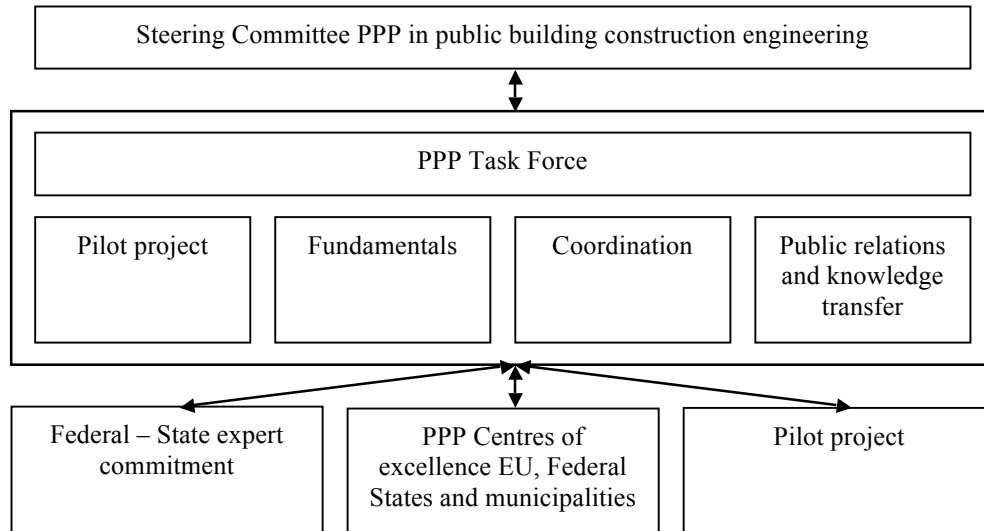 Steering Committee PPP in public building construction engineering
PPP Task Force
Pilot project
Fundamentals
Coordination
Public relations
and knowledge
transfer
Federal – State expert
commitment
PPP Centres of
excellence EU, Federal
States and municipalities
Pilot project